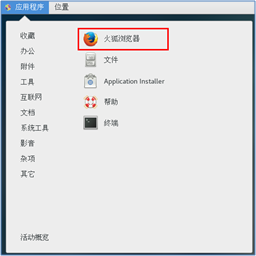 应用程序 位置
收藏
办公
附件
工具
互联网
文档
系统工具
影音
杂项
其它
火狐浏览器
文件
Application Installer
帮助
终端
活动概览